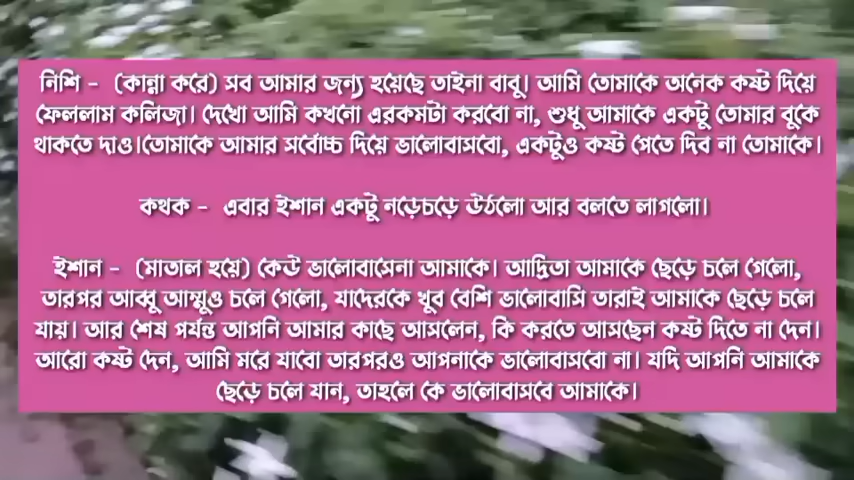 নিশি - (কান্না করে) সব আমার জন্য হয়েছে তাইনা বাবু। আমি তোমাকে অনেক কষ্ট দিয়ে
ফেললাম কলিজা। দেখো আমি কখনো এরকমটা করবো না, শুধু আমাকে একটু তোমার বুকে
থাকতে দাও।তোমাকে আমার সর্বোচ্চ দিয়ে ভালোবাসবো, একটুও কষ্ট পেতে দিব না তোমাকে।
কথক - এবার ইশান একটু নড়েচড়ে উঠলো আর বলতে লাগলো।
ইশান - (মাতাল হয়ে) কেউ ভালোবাসেনা আমাকে। আদ্রিতা আমাকে ছেড়ে চলে গেলো,
তারপর আব্বু আম্মুও চলে গেলো, যাদেরকে খুব বেশি ভালোবাসি তারাই আমাকে ছেড়ে চলে
যায়। আর শেষ পর্যন্ত আপনি আমার কাছে আসলেন, কি করতে আসছেন কষ্ট দিতে না দেন।
আরো কষ্ট দেন, আমি মরে যাবো তারপরও আপনাকে ভালোবাসবো না। যদি আপনি আমাকে
ছেড়ে চলে যান, তাহলে কে ভালোবাসবে আমাকে।